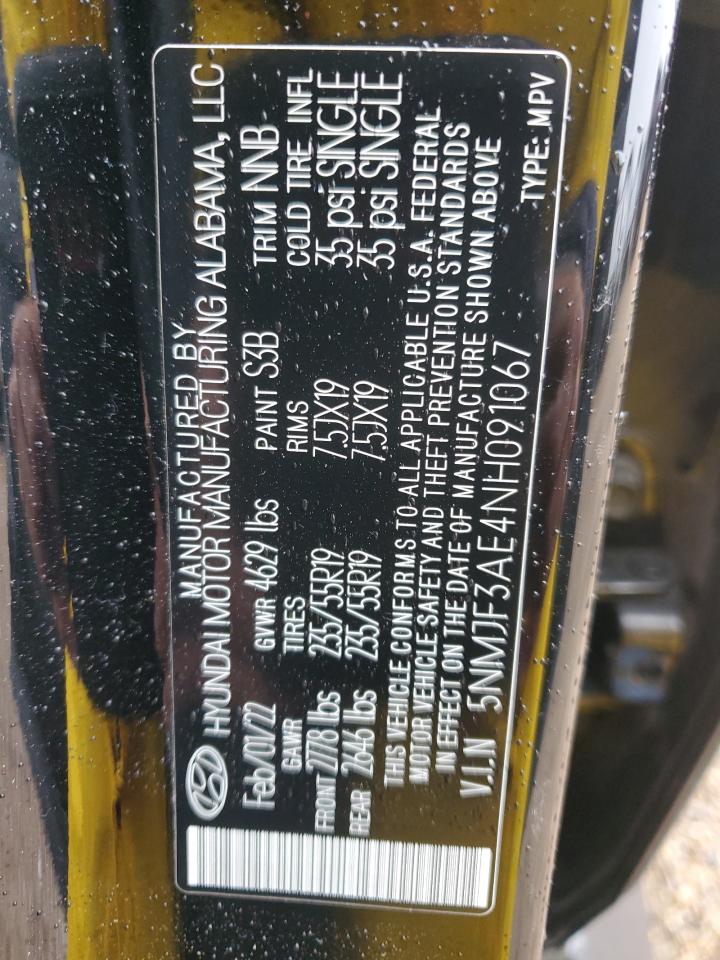 MANUFACTURED BY
HYUNDAI MOTOR MANUFACTURING ALABAMA, LLC
Feb/01/22 GVWR 4629 lbs PAINT S3B TRIM NNB
GAWR TIRES RIMS COLD TIRE INFL
FRONT 2778 lbs 235/55R19 7.5JX19 35 psi SINGLE
REAR 2646 lbs 235/55R19 7.5JX19 35 psi SINGLE
THIS VEHICLE CONFORMS TO ALL APPLICABLE U.S.A. FEDERAL
MOTOR VEHICLE SAFETY AND THEFT PREVENTION STANDARDS
IN EFFECT ON THE DATE OF MANUFACTURE SHOWN ABOVE
V.I.N 5NMJF3AE4NH091067 TYPE: MPV